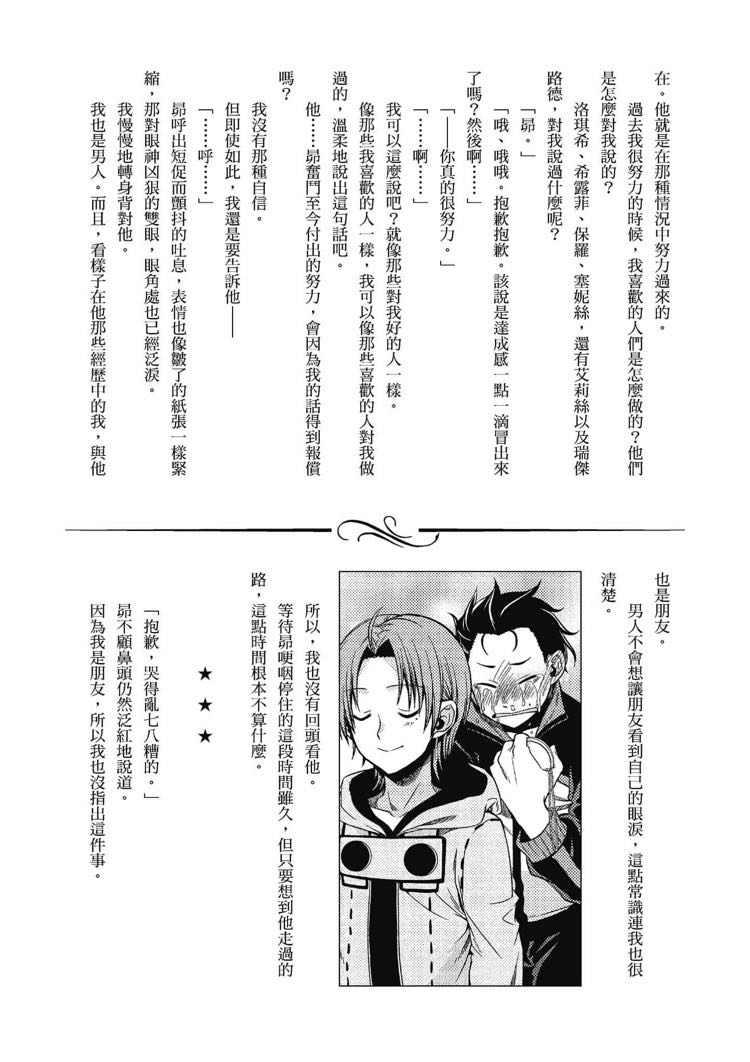 在。他就是在那種情況中努力過來的。
過去我很努力的時候，我喜歡的人們是怎麼做的？他們
是怎麼對我說的？
洛琪希、希露菲、保羅、塞妮絲，還有艾莉絲以及瑞傑
路德，對我說過什麼呢？
「昴。」
「哦、哦哦。抱歉抱歉。該說是達成感一點一滴冒出來
了嗎？然後啊……」
「——你真的很努力。」
「……啊……」
我可以這麼說吧？就像那些對我好的人一樣。
像那些我喜歡的人一樣，我可以像那些喜歡的人對我做
過的，溫柔地說出這句話吧。
他……昴奮鬥至今付出的努力，會因為我的話得到報償
嗎？
我沒有那種自信。
但即使如此，我還是要告訴他——
「……呼……」
昴呼出短促而顫抖的吐息，表情也像皺了的紙張一樣緊
縮，那對眼神凶狠的雙眼，眼角處也已經泛淚。
我慢慢地轉身背對他。
我也是男人。而且，看樣子在他那些經歷中的我，與他
也是朋友。
男人不會想讓朋友看到自己的眼淚，這點常識連我也很
清楚。
所以，我也沒有回頭看他。
等待昴哽咽停住的這段時間雖久，但只要想到他走過的
路，這點時間根本不算什麼。
★ ★ ★
「抱歉，哭得亂七八糟的。」
昴不顧鼻頭仍然泛紅地說道。
因為我是朋友，所以我也沒指出這件事。